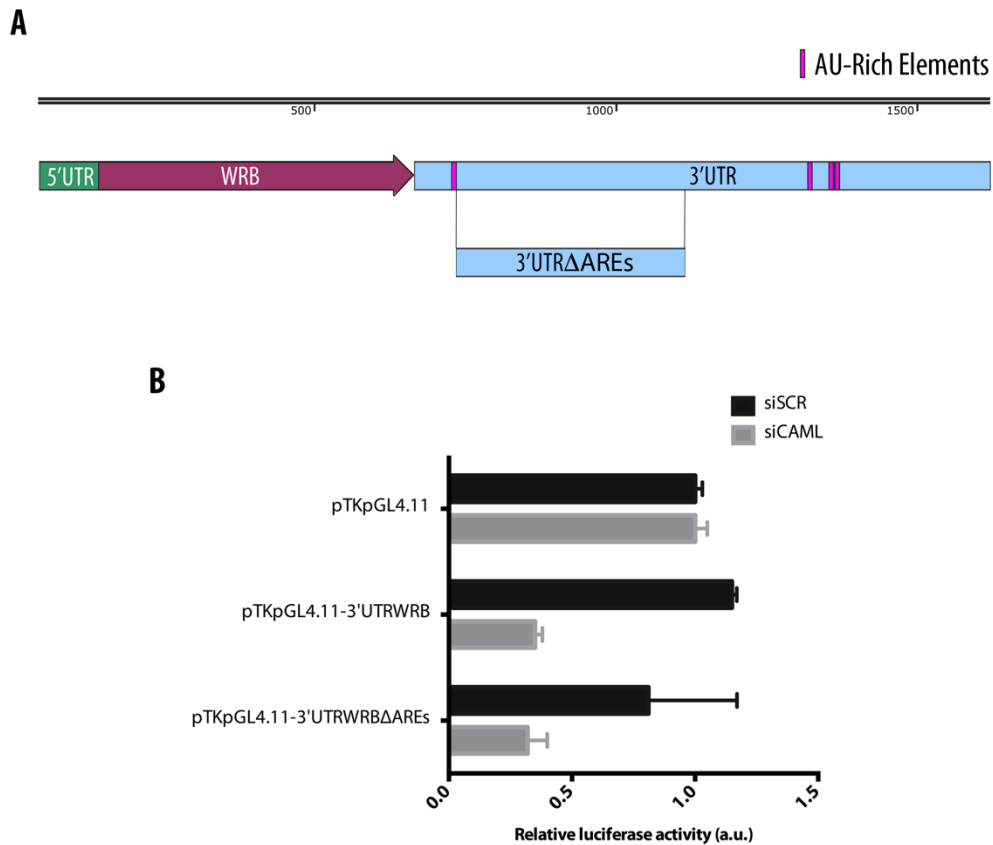 A
AU-Rich Elements
500 1000 1500
5'UTR WRB 3'UTR
3'UTRΔAREs
B
siSCR
siCAML
pTKpGL4.11
pTKpGL4.11-3'UTRWRB
pTKpGL4.11-3'UTRWRBΔAREs
0.0 0.5 1.0 1.5
Relative luciferase activity (a.u.)